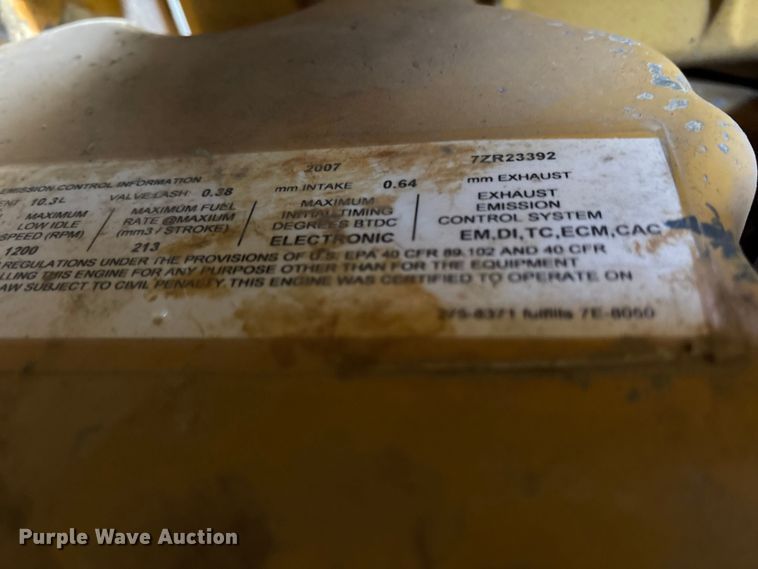 EMISSION CONTROL INFORMATION 2007 7ZR23392
10.3L VALVE LASH: 0.38 mm INTAKE 0.64 mm EXHAUST
MAXIMUM LOW IDLE SPEED (RPM) 1200
MAXIMUM FUEL RATE @MAXIUM (mm3 / STROKE) 213
MAXIMUM INITIAL TIMING DEGREES BTDC ELECTRONIC
EXHAUST EMISSION CONTROL SYSTEM EM,DI,TC,ECM,CAC
REGULATIONS UNDER THE PROVISIONS OF U.S. EPA 40 CFR 89.102 AND 40 CFR
LLING THIS ENGINE FOR ANY PURPOSE OTHER THAN FOR THE EQUIPMENT
AW SUBJECT TO CIVIL PENALTY. THIS ENGINE WAS CERTIFIED TO OPERATE ON
fulfills
Purple Wave Auction